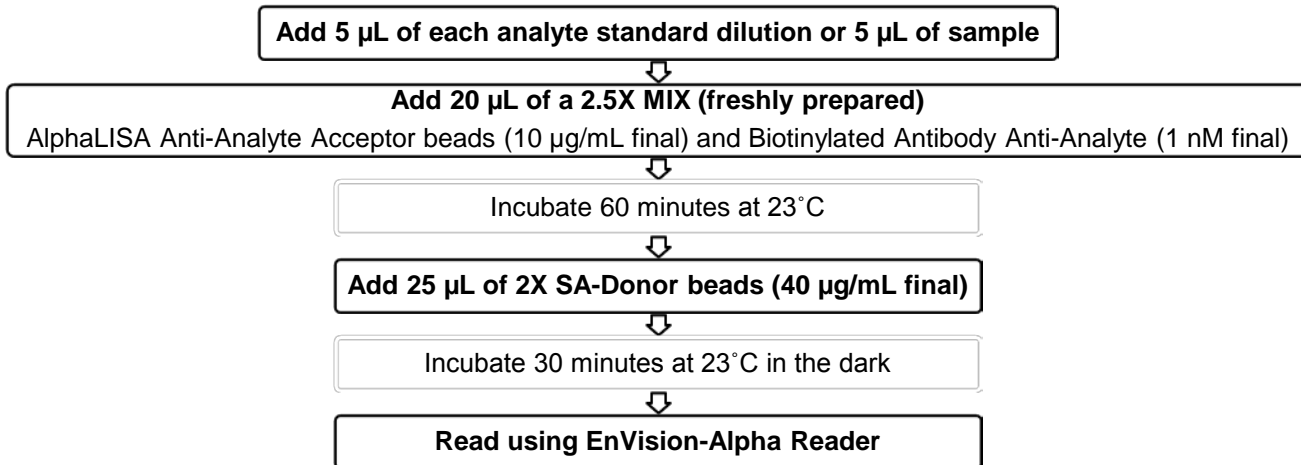 Add 5 µL of each analyte standard dilution or 5 µL of sample
Add 20 µL of a 2.5X MIX (freshly prepared)
AlphaLISA Anti-Analyte Acceptor beads (10 µg/mL final) and Biotinylated Antibody Anti-Analyte (1 nM final)
Incubate 60 minutes at 23˚C
Add 25 µL of 2X SA-Donor beads (40 µg/mL final)
Incubate 30 minutes at 23˚C in the dark
Read using EnVision-Alpha Reader